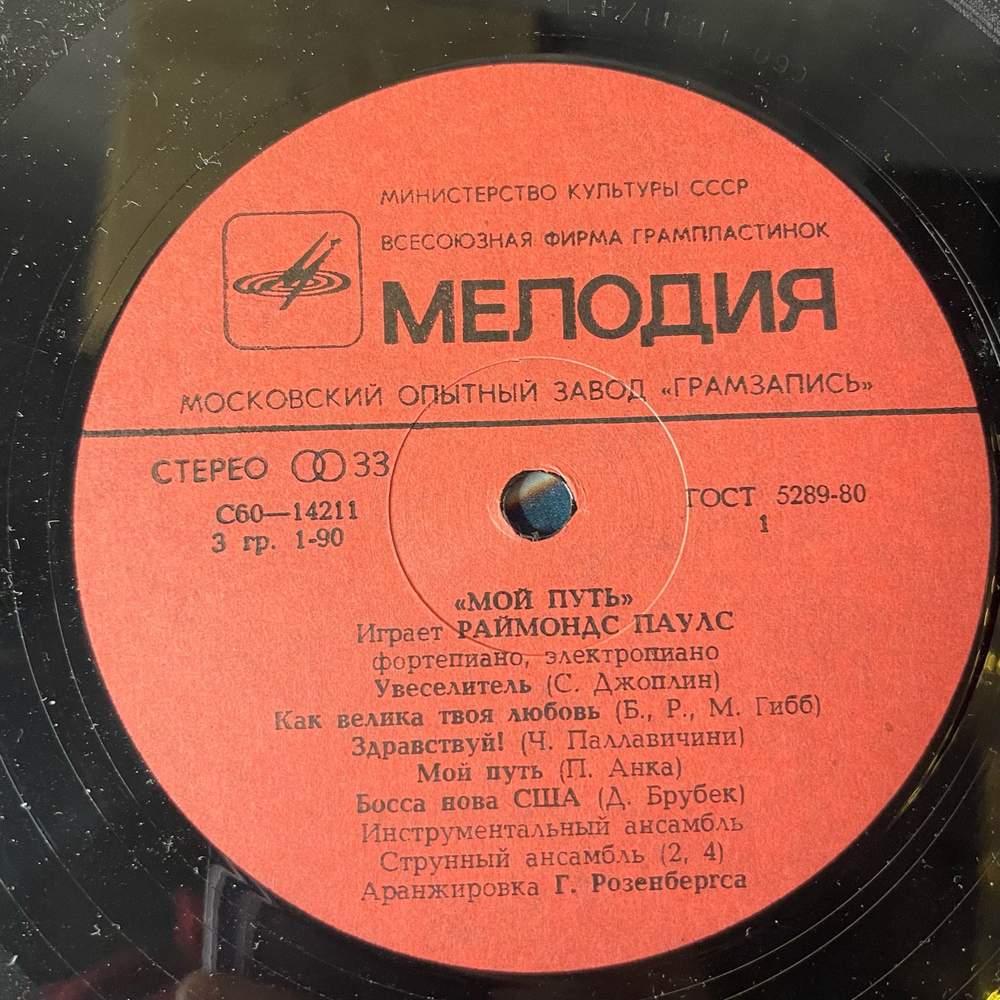 МИНИСТЕРСТВО КУЛЬТУРЫ СССР
ВСЕСОЮЗНАЯ ФИРМА ГРАМПЛАСТИНОК
МЕЛОДИЯ
МОСКОВСКИЙ ОПЫТНЫЙ ЗАВОД «ГРАМЗАПИСЬ»
СТЕРЕО 33
С60—14211
3 гр. 1-90
ГОСТ 5289-80
1
«МОЙ ПУТЬ»
Играет РАЙМОНДС ПАУЛС
фортепиано, электропиано
Увеселитель (С. Джоплин)
Как велика твоя любовь (Б., Р., М. Гибб)
Здравствуй! (Ч. Паллавичини)
Мой путь (П. Анка)
Босса нова США (Д. Брубек)
Инструментальный ансамбль
Струнный ансамбль (2, 4)
Аранжировка Г. Розенбергса